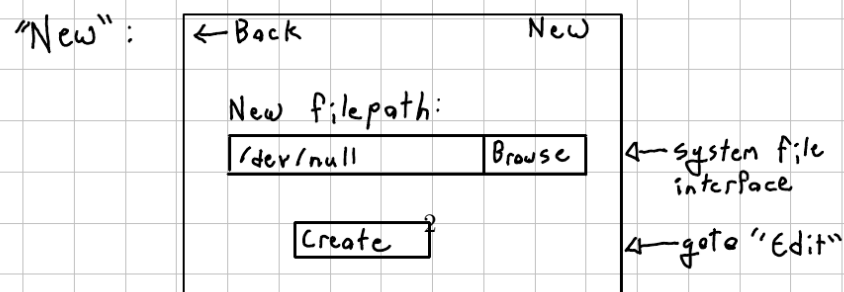 "New": ← Back New
New filepath:
/dev/null Browse ← system file
interface
2
Create ← goto "Edit"